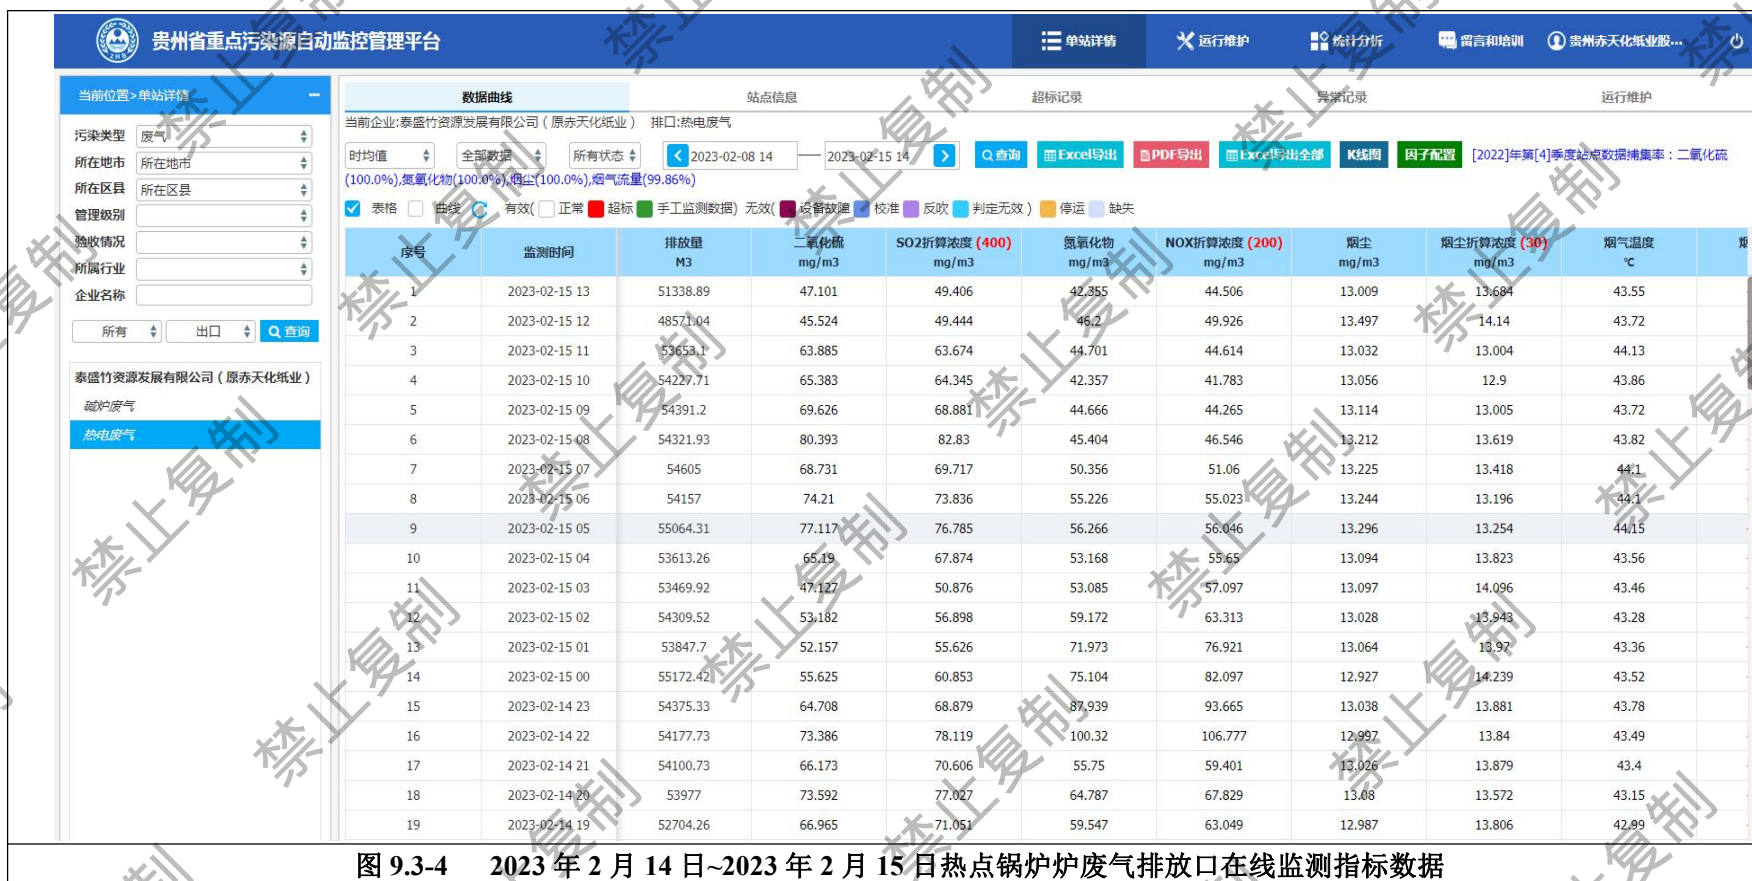 贵州省重点污染源自动监控管理平台
单站详情 运行维护 统计分析 留言和培训 贵州赤天化纸业股...
当前位置>单站详情
数据曲线 站点信息 超标记录 异常记录 运行维护
当前企业:泰盛竹资源发展有限公司（原赤天化纸业） 排口:热电废气
污染类型 废气
所在地市 所在地市
所在区县 所在区县
管理级别
验收情况
所属行业
企业名称
所有 出口 查询
泰盛竹资源发展有限公司（原赤天化纸业）
碱炉废气
热电废气
时均值 全部数据 所有状态 2023-02-08 14 —— 2023-02-15 14 查询 Excel导出 PDF导出 Excel导出全部 K线图 因子配置 [2022]年第[4]季度站点数据捕集率：二氧化硫
(100.0%),氮氧化物(100.0%),烟尘(100.0%),烟气流量(99.86%)
表格 曲线 有效( 正常 超标 手工监测数据) 无效( 设备故障 校准 反吹 判定无效 ) 停运 缺失
序号 监测时间 排放量 二氧化硫 SO2折算浓度 (400) 氮氧化物 NOX折算浓度 (200) 烟尘 烟尘折算浓度 (30) 烟气温度 烟
M3 mg/m3 mg/m3 mg/m3 mg/m3 mg/m3 mg/m3 ℃
1 2023-02-15 13 51338.89 47.101 49.406 42.355 44.506 13.009 13.684 43.55
2 2023-02-15 12 48571.04 45.524 49.444 46.2 49.926 13.497 14.14 43.72
3 2023-02-15 11 53653.1 63.885 63.674 44.701 44.614 13.032 13.004 44.13
4 2023-02-15 10 54227.71 65.383 64.345 42.357 41.783 13.056 12.9 43.86
5 2023-02-15 09 54391.2 69.626 68.881 44.666 44.265 13.114 13.005 43.72
6 2023-02-15 08 54321.93 80.393 82.83 45.404 46.546 13.212 13.619 43.82
7 2023-02-15 07 54605 68.731 69.717 50.356 51.06 13.225 13.418 44.1
8 2023-02-15 06 54157 74.21 73.836 55.226 55.023 13.244 13.196 44.1
9 2023-02-15 05 55064.31 77.117 76.785 56.266 56.046 13.296 13.254 44.15
10 2023-02-15 04 53613.26 65.19 67.874 53.168 55.65 13.094 13.823 43.56
11 2023-02-15 03 53469.92 47.127 50.876 53.085 57.097 13.097 14.096 43.46
12 2023-02-15 02 54309.52 53.182 56.898 59.172 63.313 13.028 13.943 43.28
13 2023-02-15 01 53847.7 52.157 55.626 71.973 76.921 13.064 13.97 43.36
14 2023-02-15 00 55172.42 55.625 60.853 75.104 82.097 12.927 14.239 43.52
15 2023-02-14 23 54375.33 64.708 68.879 87.939 93.665 13.038 13.881 43.78
16 2023-02-14 22 54177.73 73.386 78.119 100.32 106.777 12.997 13.84 43.49
17 2023-02-14 21 54100.73 66.173 70.606 55.75 59.401 13.026 13.879 43.4
18 2023-02-14 20 53977 73.592 77.027 64.787 67.829 13.08 13.572 43.15
19 2023-02-14 19 52704.26 66.965 71.051 59.547 63.049 12.987 13.806 42.99
图 9.3-4 2023 年 2 月 14 日~2023 年 2 月 15 日热点锅炉炉废气排放口在线监测指标数据
禁止复制